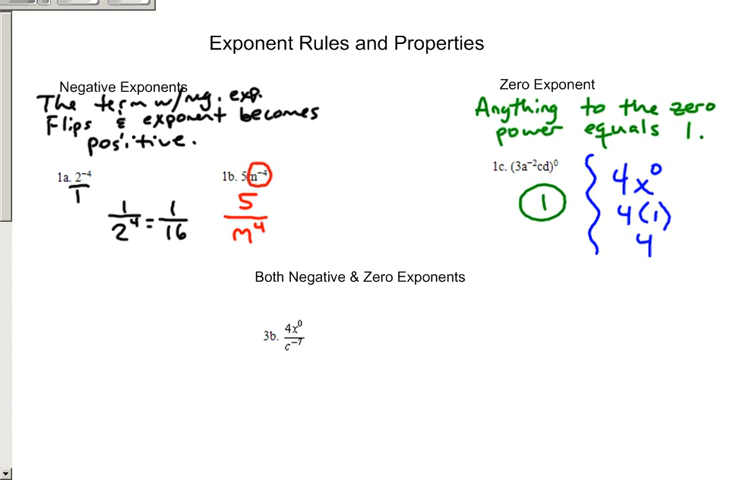 Exponent Rules and Properties
Negative Exponents
The term w/neg. exp.
Flips & exponent becomes
positive.
1a. 2⁻⁴
1
1/2⁴ = 1/16
1b. 5m⁻⁴
5
m⁴
Zero Exponent
Anything to the zero
power equals 1.
1c. (3a⁻²cd)⁰
1
4x⁰
4(1)
4
Both Negative & Zero Exponents
3b. 4x⁰
c⁻⁷